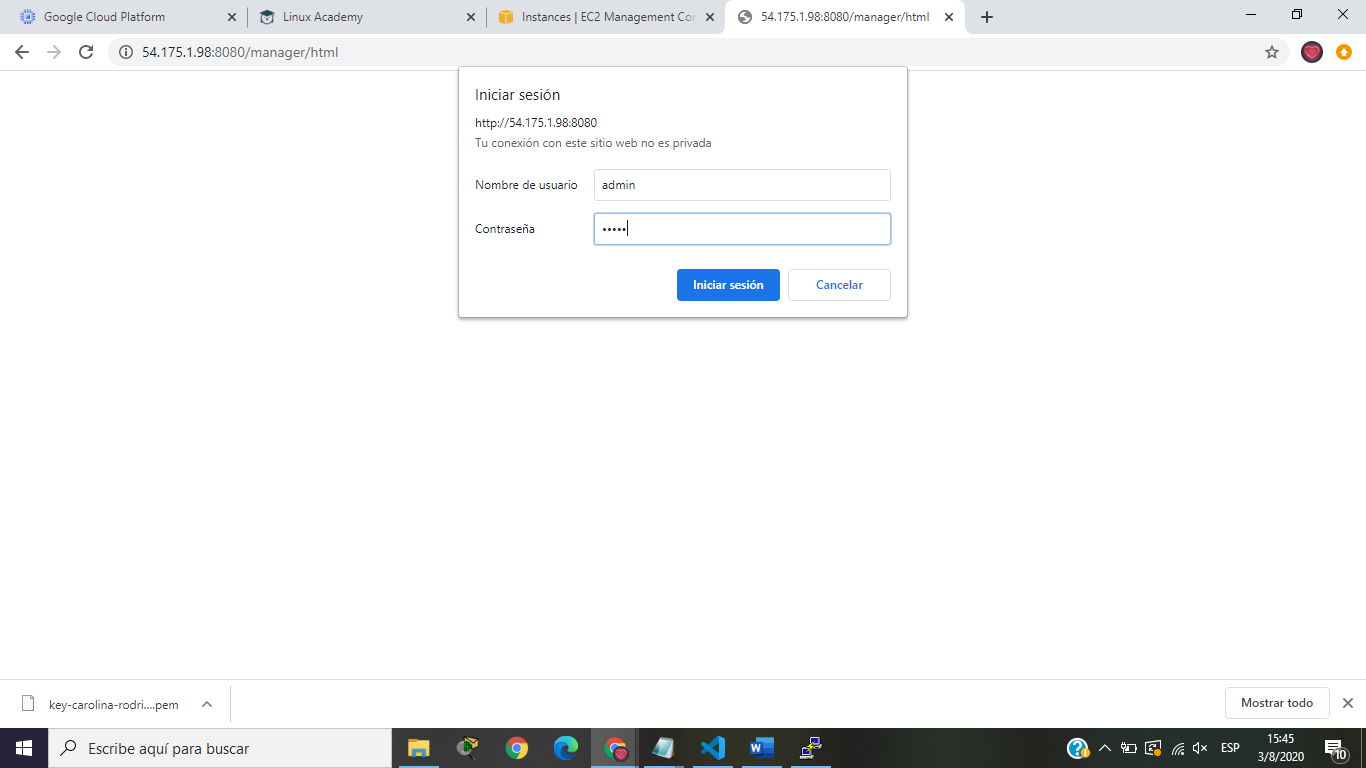 Google Cloud Platform
Linux Academy
Instances | EC2 Management Con
54.175.1.98:8080/manager/html
54.175.1.98:8080/manager/html
Iniciar sesión
http://54.175.1.98:8080
Tu conexión con este sitio web no es privada
Nombre de usuario admin
Contraseña •••••
Iniciar sesión Cancelar
key-carolina-rodri....pem
Mostrar todo
Escribe aquí para buscar
ESP
15:45
3/8/2020
10